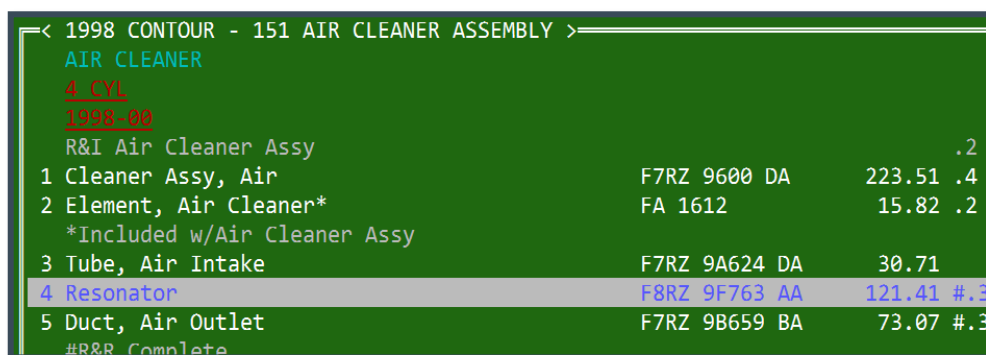 < 1998 CONTOUR - 151 AIR CLEANER ASSEMBLY >
AIR CLEANER
4 CYL
1998-00
R&I Air Cleaner Assy .2
1 Cleaner Assy, Air F7RZ 9600 DA 223.51 .4
2 Element, Air Cleaner* FA 1612 15.82 .2
*Included w/Air Cleaner Assy
3 Tube, Air Intake F7RZ 9A624 DA 30.71
4 Resonator F8RZ 9F763 AA 121.41 #.3
5 Duct, Air Outlet F7RZ 9B659 BA 73.07 #.3
#R&R Complete